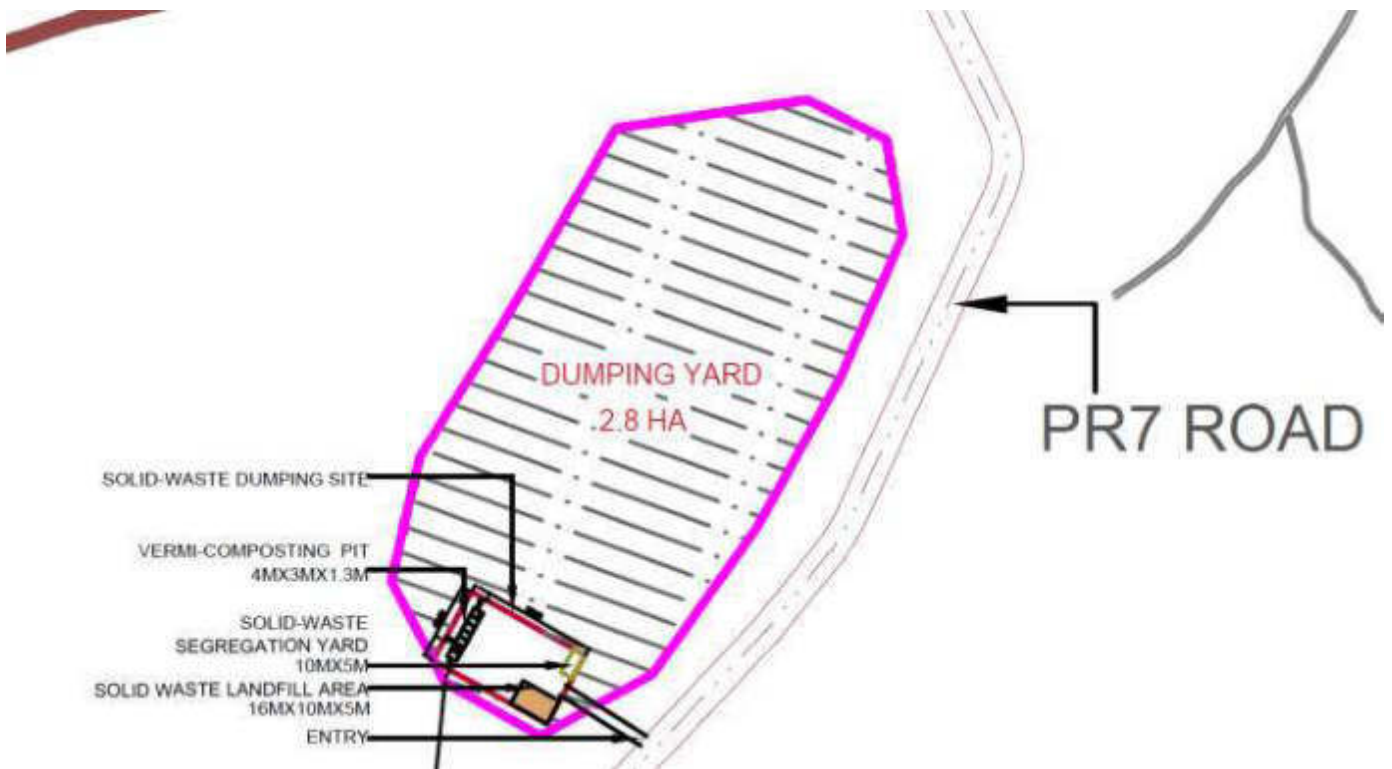 DUMPING YARD
2.8 HA
PR7 ROAD
SOLID-WASTE DUMPING SITE
VERMI-COMPOSTING PIT
4MX3MX1.3M
SOLID-WASTE
SEGREGATION YARD
10MX5M
SOLID WASTE LANDFILL AREA
16MX10MX5M
ENTRY